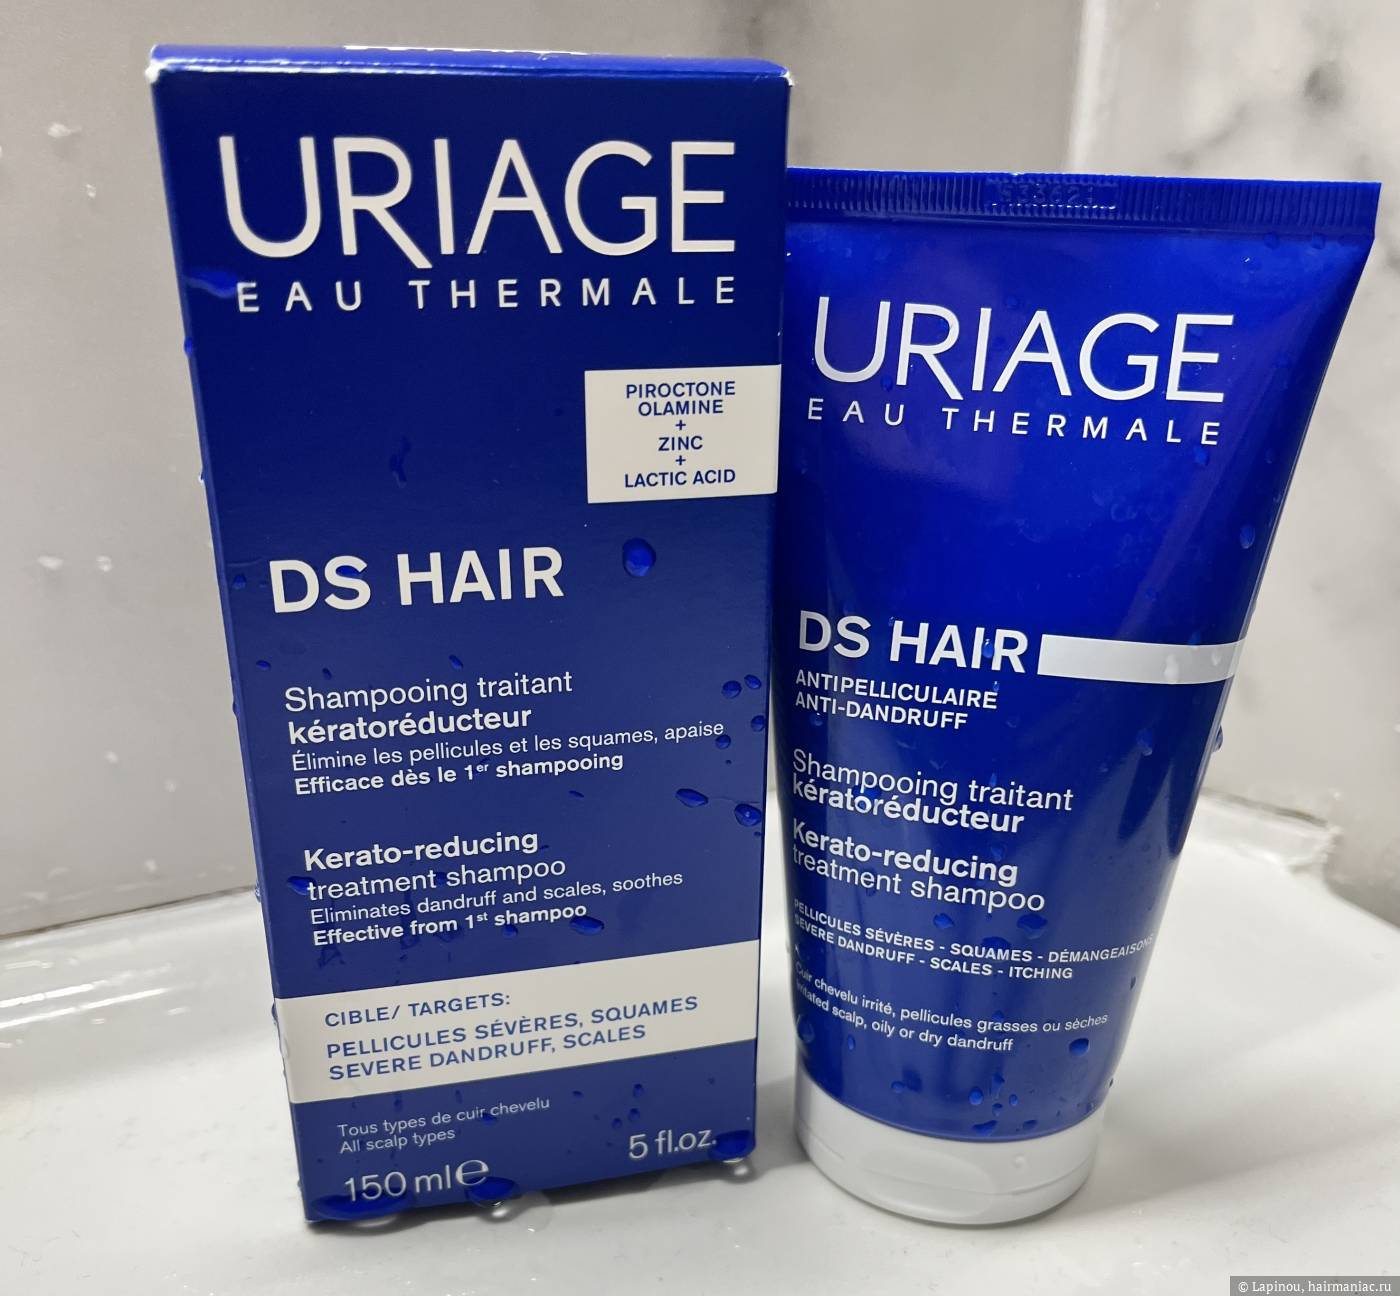 URIAGE
EAU THERMALE
PIROCTONE
OLAMINE
+
ZINC
+
LACTIC ACID
DS HAIR
Shampooing traitant
kératoréducteur
Élimine les pellicules et les squames, apaise
Efficace dès le 1er shampooing
Kerato-reducing
treatment shampoo
Eliminates dandruff and scales, soothes
Effective from 1st shampoo
CIBLE/ TARGETS:
PELLICULES SÉVÈRES, SQUAMES
SEVERE DANDRUFF, SCALES
Tous types de cuir chevelu
All scalp types
150 ml℮
5 fl.oz.
URIAGE
EAU THERMALE
DS HAIR
ANTIPELLICULAIRE
ANTI-DANDRUFF
Shampooing traitant
kératoréducteur
Kerato-reducing
treatment shampoo
PELLICULES SÉVÈRES - SQUAMES - DÉMANGEAISONS
SEVERE DANDRUFF - SCALES - ITCHING
Cuir chevelu irrité, pellicules grasses ou sèches
Irritated scalp, oily or dry dandruff
© Lapinou, hairmaniac.ru